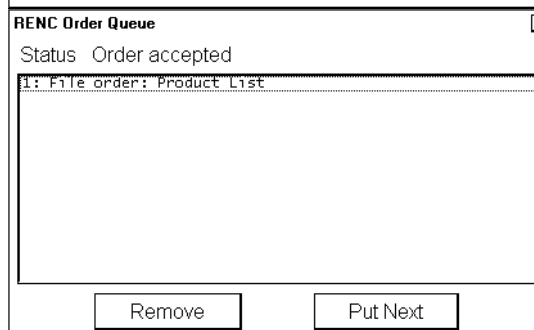 RENC Order Queue
Status Order accepted
1: File order: Product List
Remove Put Next